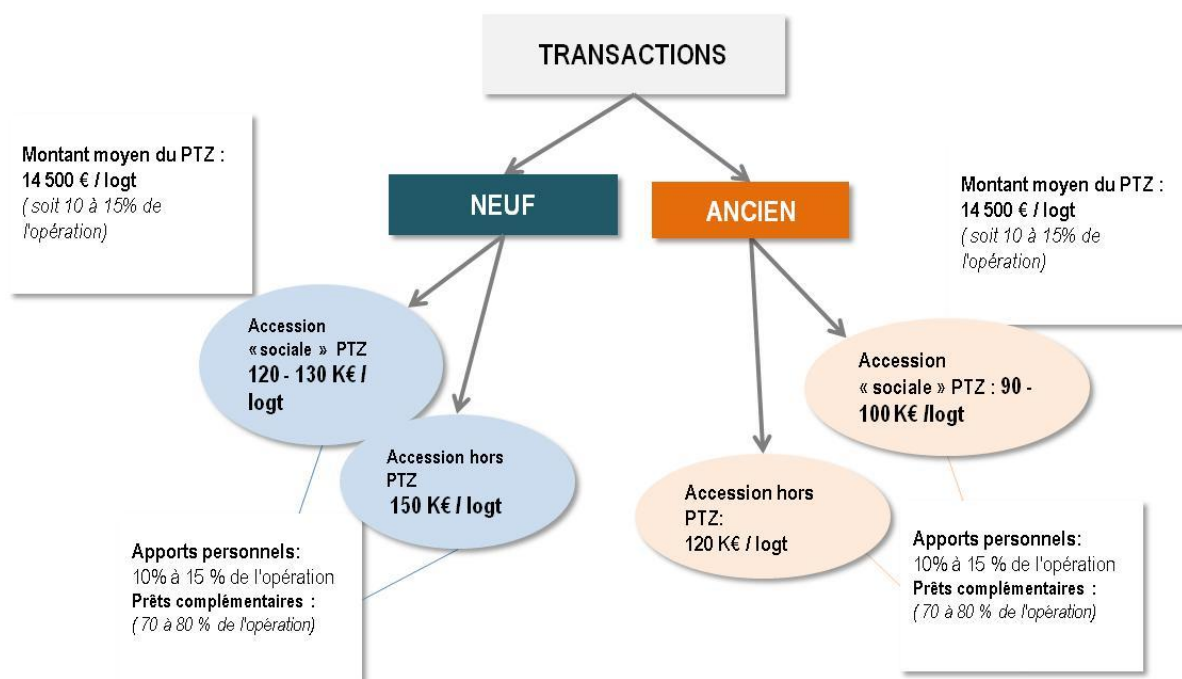 TRANSACTIONS
Montant moyen du PTZ :
14 500 € / logt
( soit 10 à 15% de
l'opération)
NEUF
ANCIEN
Montant moyen du PTZ :
14 500 € / logt
( soit 10 à 15% de
l'opération)
Accession
« sociale » PTZ
120 - 130 K€ /
logt
Accession hors
PTZ
150 K€ / logt
Accession
« sociale » PTZ : 90 -
100 K€ /logt
Accession hors
PTZ:
120 K€ / logt
Apports personnels:
10% à 15 % de l'opération
Prêts complémentaires :
( 70 à 80 % de l'opération)
Apports personnels:
10% à 15 % de l'opération
Prêts complémentaires :
( 70 à 80 % de l'opération)